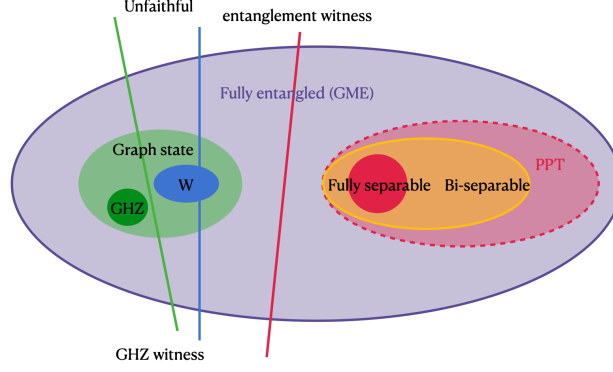 Unfaithful
entanglement witness
Fully entangled (GME)
Graph state
PPT
W
Fully separable
Bi-separable
GHZ
GHZ witness